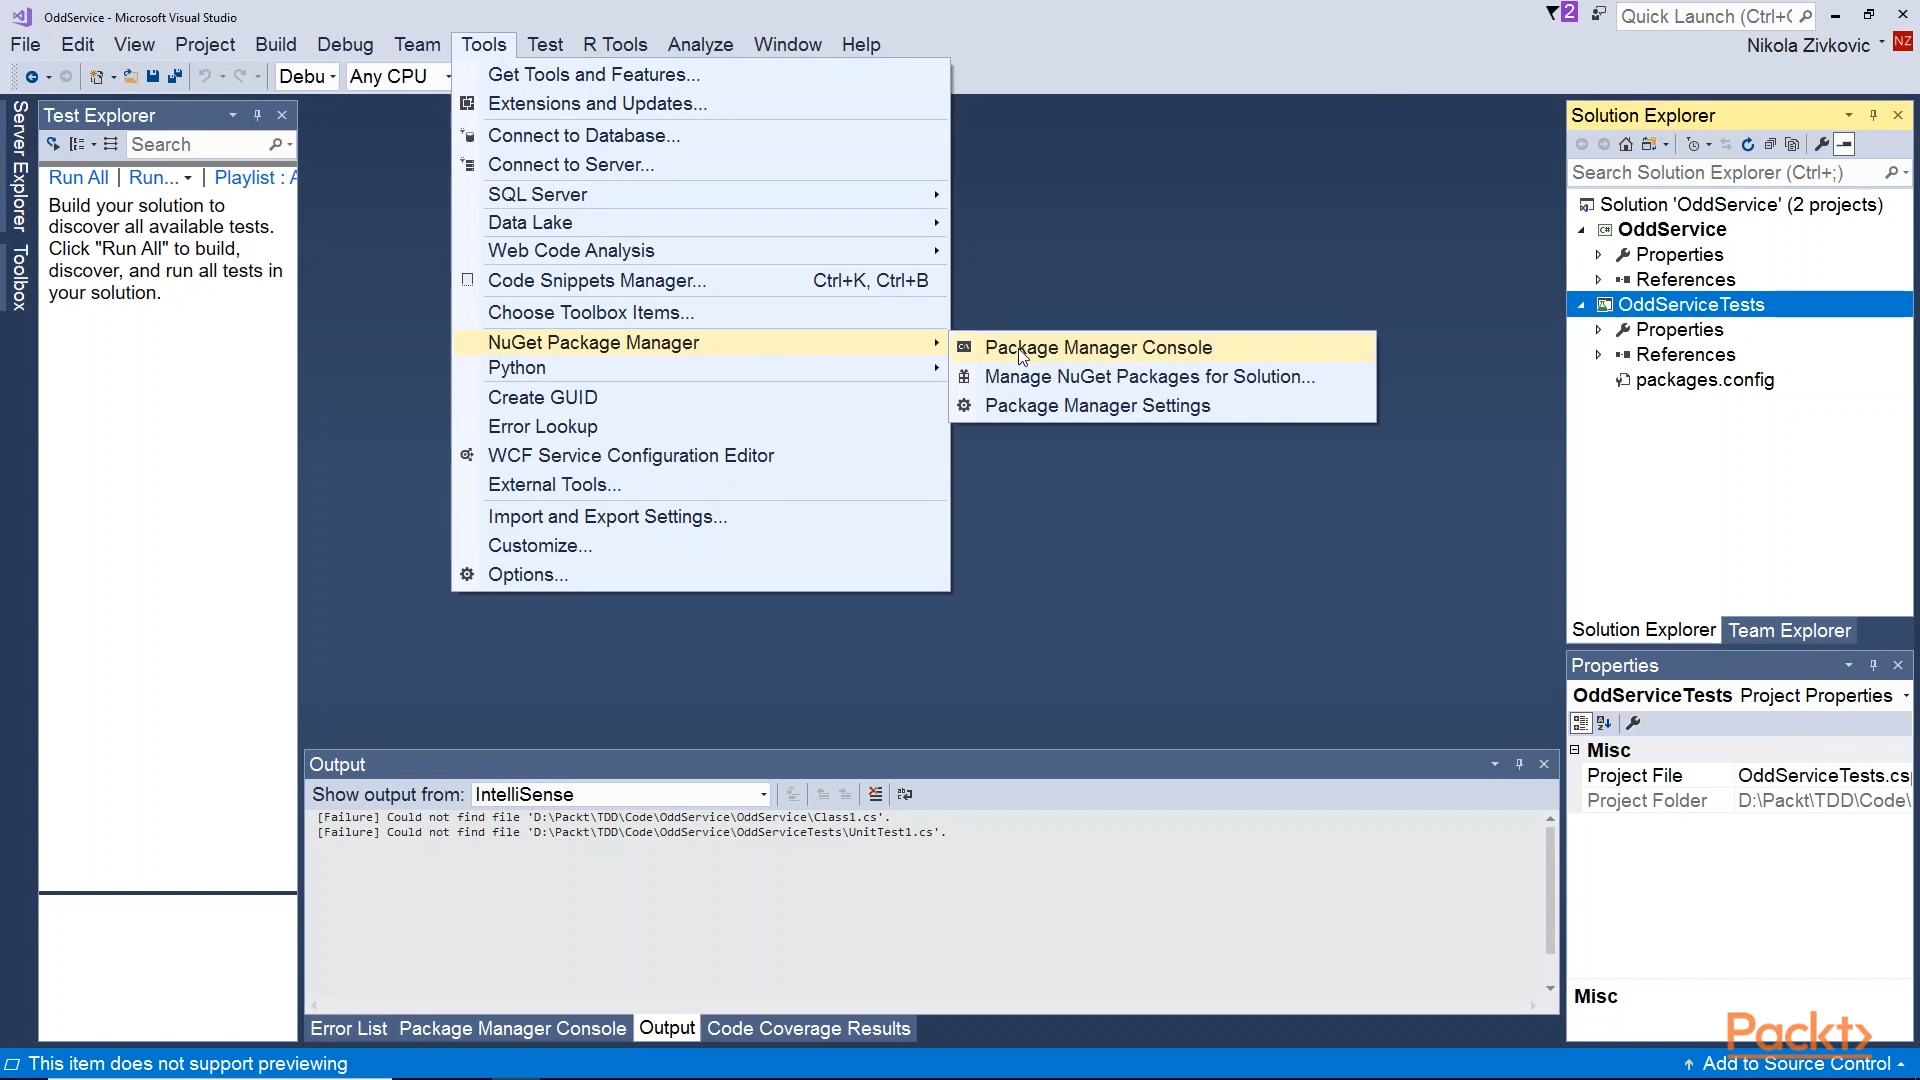 OddService - Microsoft Visual Studio
2
Quick Launch (Ctrl+
File Edit View Project Build Debug Team Tools Test R Tools Analyze Window Help
Nikola Zivkovic
NZ
Debu
Any CPU
Server Explorer
Toolbox
Test Explorer
Search
Run All | Run... | Playlist :
Build your solution to
discover all available tests.
Click "Run All" to build,
discover, and run all tests in
your solution.
Get Tools and Features...
Extensions and Updates...
Connect to Database...
Connect to Server...
SQL Server
Data Lake
Web Code Analysis
Code Snippets Manager... Ctrl+K, Ctrl+B
Choose Toolbox Items...
NuGet Package Manager
Python
Create GUID
Error Lookup
WCF Service Configuration Editor
External Tools...
Import and Export Settings...
Customize...
Options...
Package Manager Console
Manage NuGet Packages for Solution...
Package Manager Settings
Solution Explorer
Search Solution Explorer (Ctrl+;)
Solution 'OddService' (2 projects)
C# OddService
Properties
References
OddServiceTests
Properties
References
packages.config
Solution Explorer Team Explorer
Properties
OddServiceTests Project Properties
Misc
Project File OddServiceTests.cs
Project Folder D:\Packt\TDD\Code\
Misc
Output
Show output from: IntelliSense
[Failure] Could not find file 'D:\Packt\TDD\Code\OddService\OddService\Class1.cs'.
[Failure] Could not find file 'D:\Packt\TDD\Code\OddService\OddServiceTests\UnitTest1.cs'.
Error List Package Manager Console Output Code Coverage Results
Packt>
This item does not support previewing
Add to Source Control